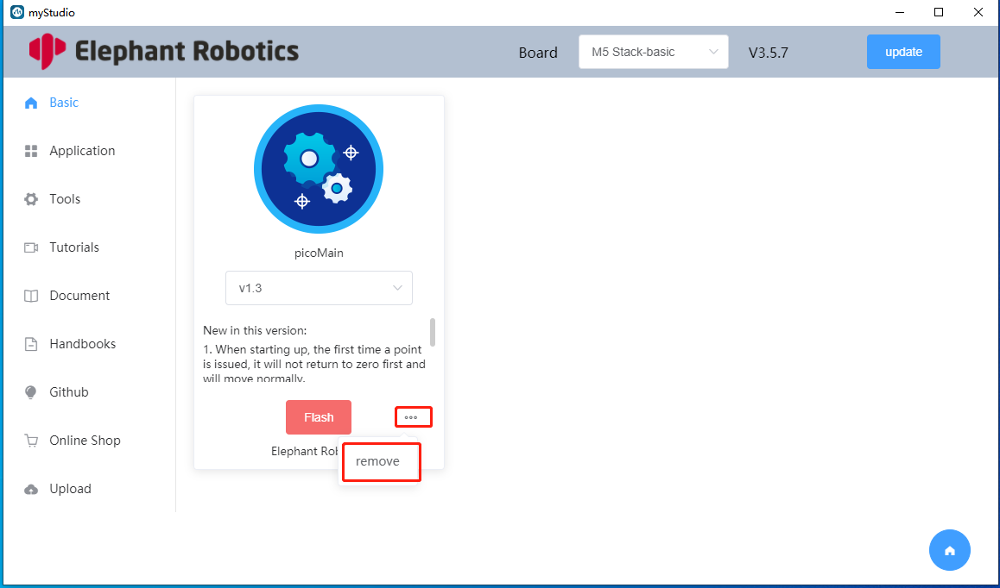 myStudio
Elephant Robotics
Board
M5 Stack-basic
V3.5.7
update
Basic
Application
Tools
Tutorials
Document
Handbooks
Github
Online Shop
Upload
picoMain
v1.3
New in this version:
1. When starting up, the first time a point
is issued, it will not return to zero first and
will move normally.
Flash
Elephant
remove